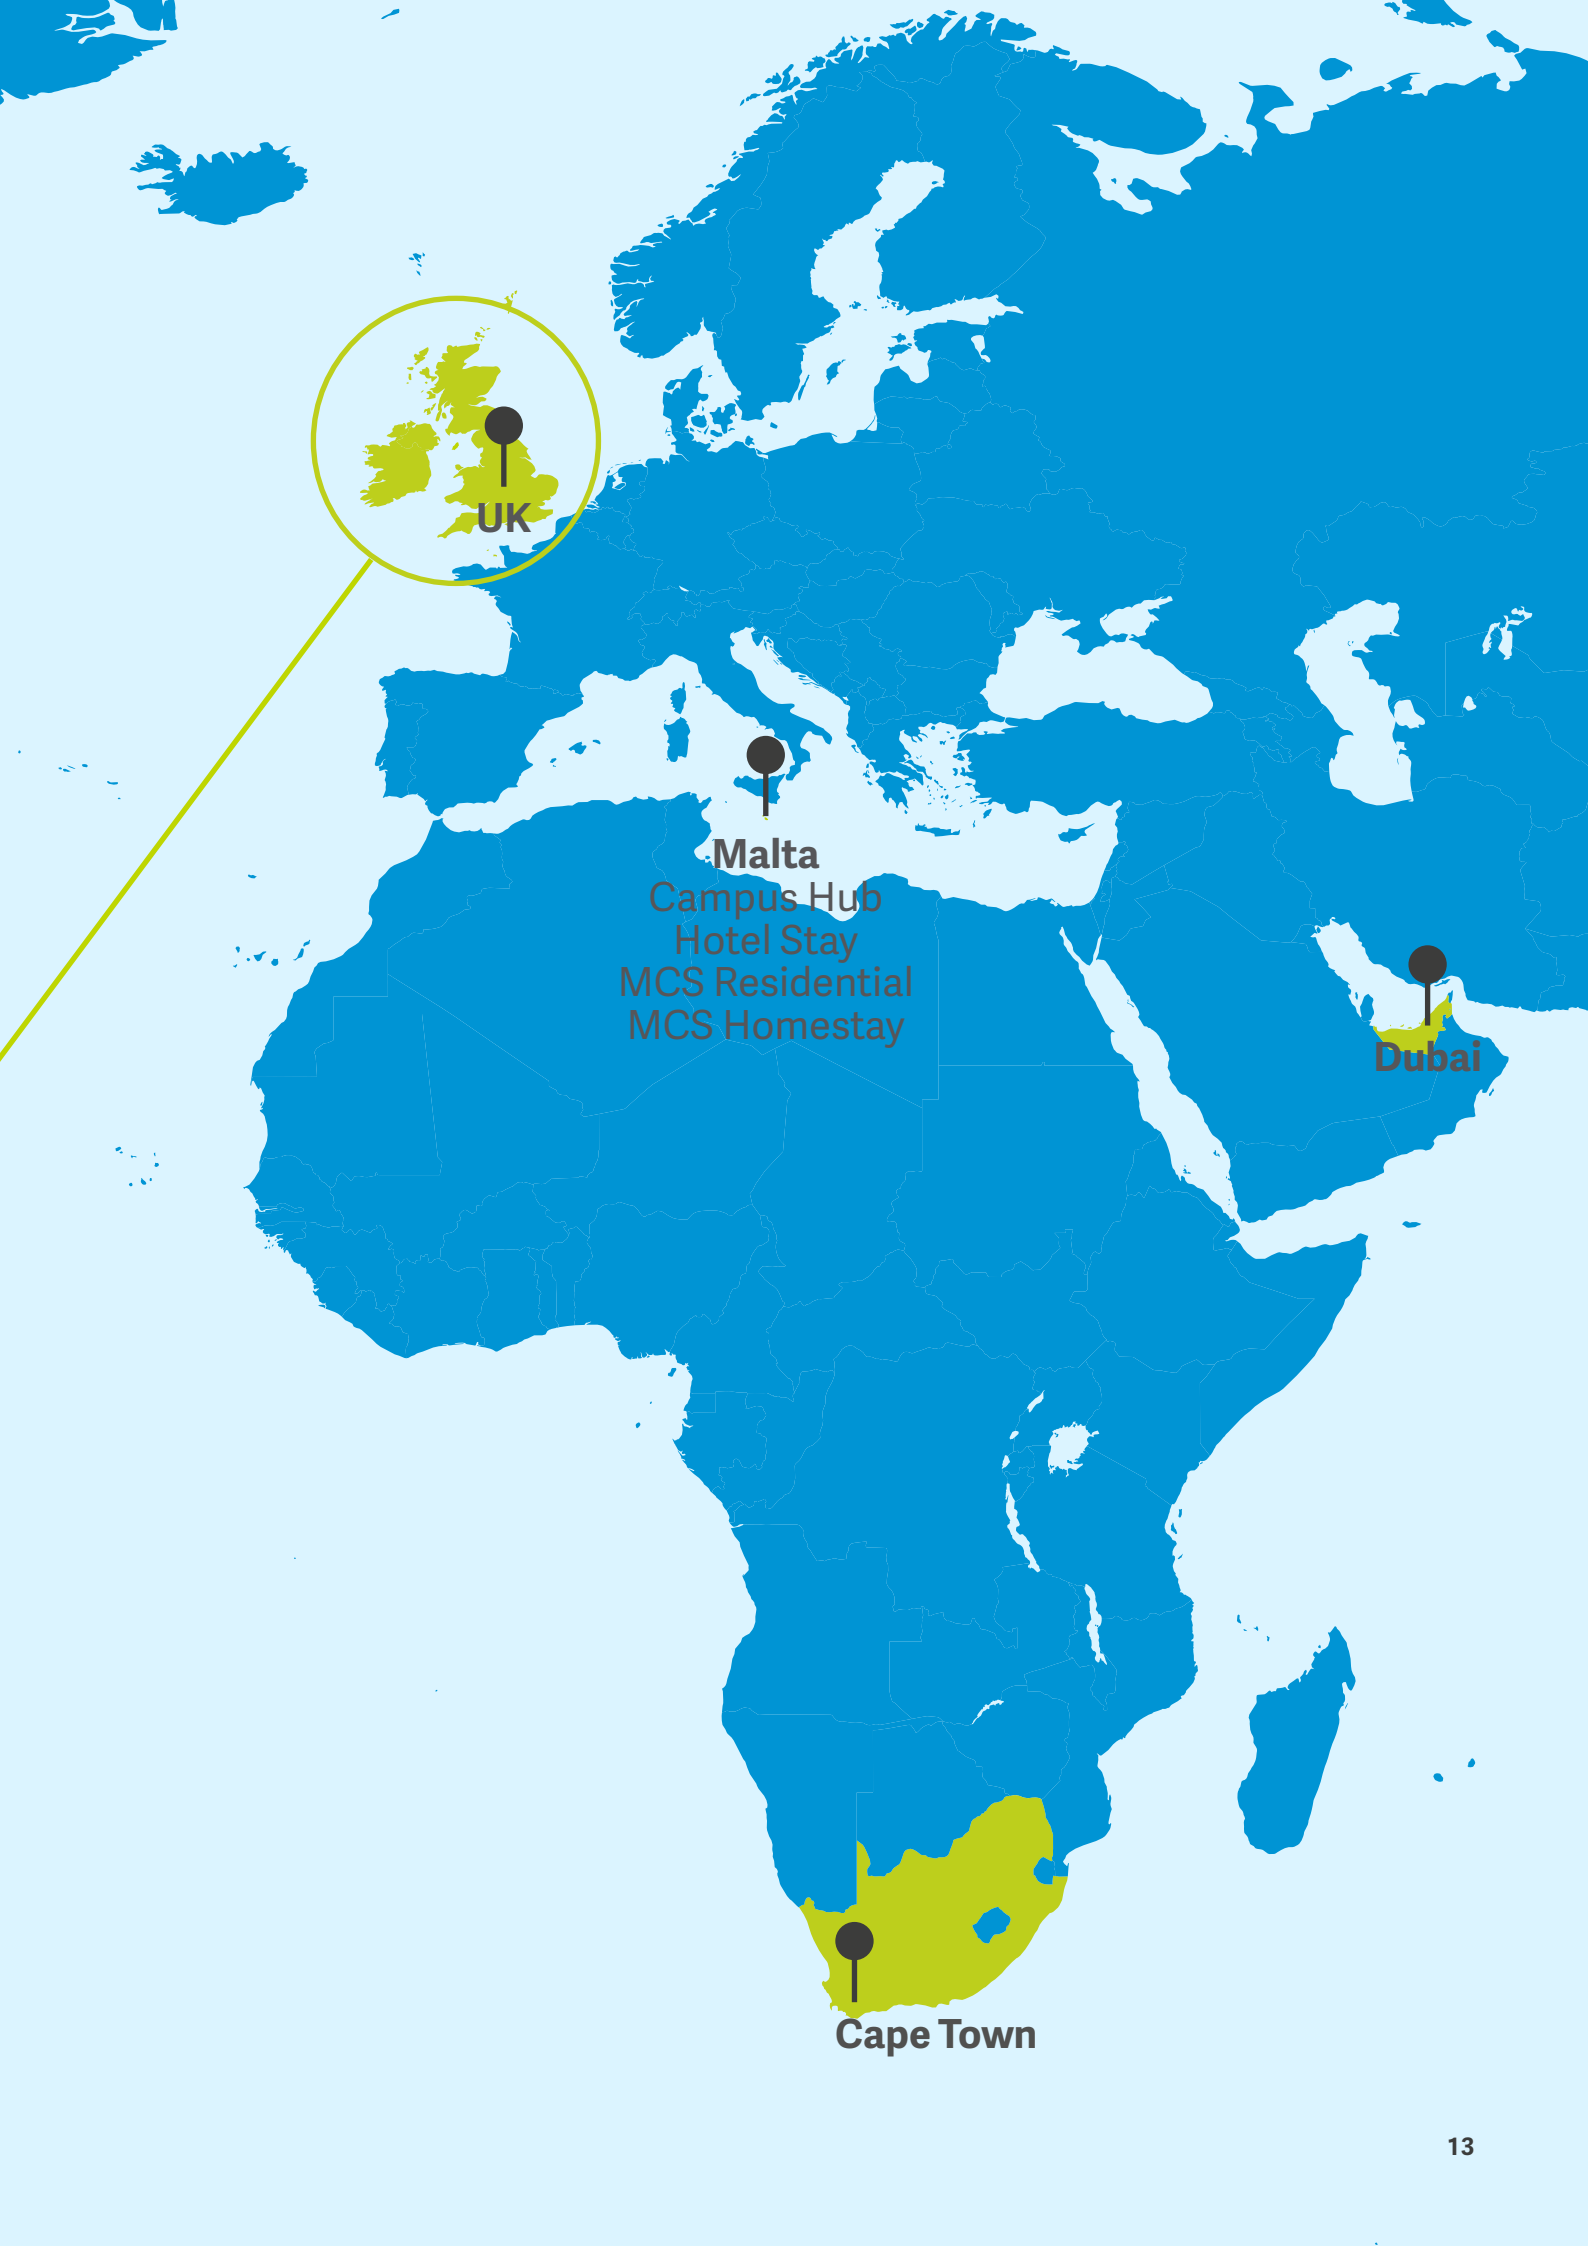 UK
Malta
Campus Hub
Hotel Stay
MCS Residential
MCS Homestay
Dubai
Cape Town
13